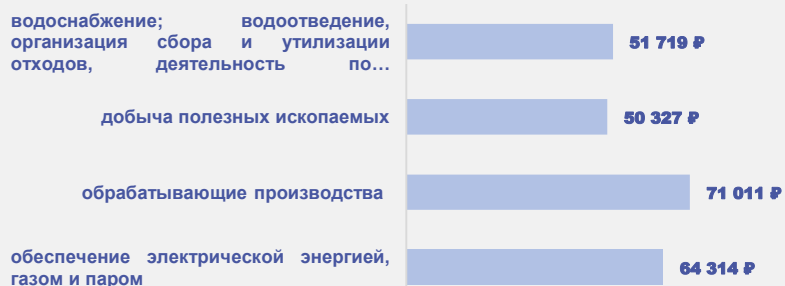 водоснабжение; водоотведение,
организация сбора и утилизации
отходов, деятельность по…
51 719 ₽
добыча полезных ископаемых
50 327 ₽
обрабатывающие производства
71 011 ₽
обеспечение электрической энергией,
газом и паром
64 314 ₽